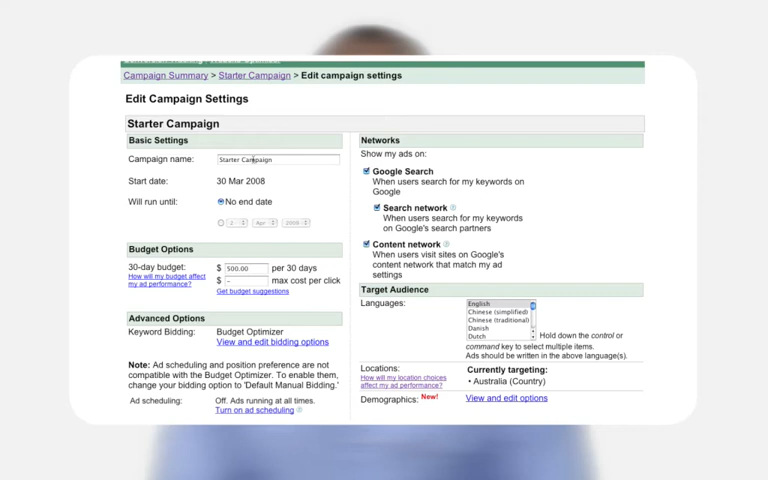 Campaign Summary > Starter Campaign > Edit campaign settings
Edit Campaign Settings
Starter Campaign
Basic Settings
Campaign name: Starter Campaign
Start date: 30 Mar 2008
Will run until: No end date
2 Apr 2008
Budget Options
30-day budget: $ 500.00 per 30 days
How will my budget affect my ad performance?
$ – max cost per click
Get budget suggestions
Advanced Options
Keyword Bidding: Budget Optimizer
View and edit bidding options
Note: Ad scheduling and position preference are not
compatible with the Budget Optimizer. To enable them,
change your bidding option to 'Default Manual Bidding.'
Ad scheduling: Off. Ads running at all times.
Turn on ad scheduling ?
Networks
Show my ads on:
Google Search
When users search for my keywords on
Google
Search network ?
When users search for my keywords
on Google's search partners
Content network ?
When users visit sites on Google's
content network that match my ad
settings
Target Audience
Languages:
English
Chinese (simplified)
Chinese (traditional)
Danish
Dutch
Hold down the control or
command key to select multiple items.
Ads should be written in the above language(s).
Locations: Currently targeting:
How will my location choices
affect my ad performance?
• Australia (Country)
Demographics: New! View and edit options